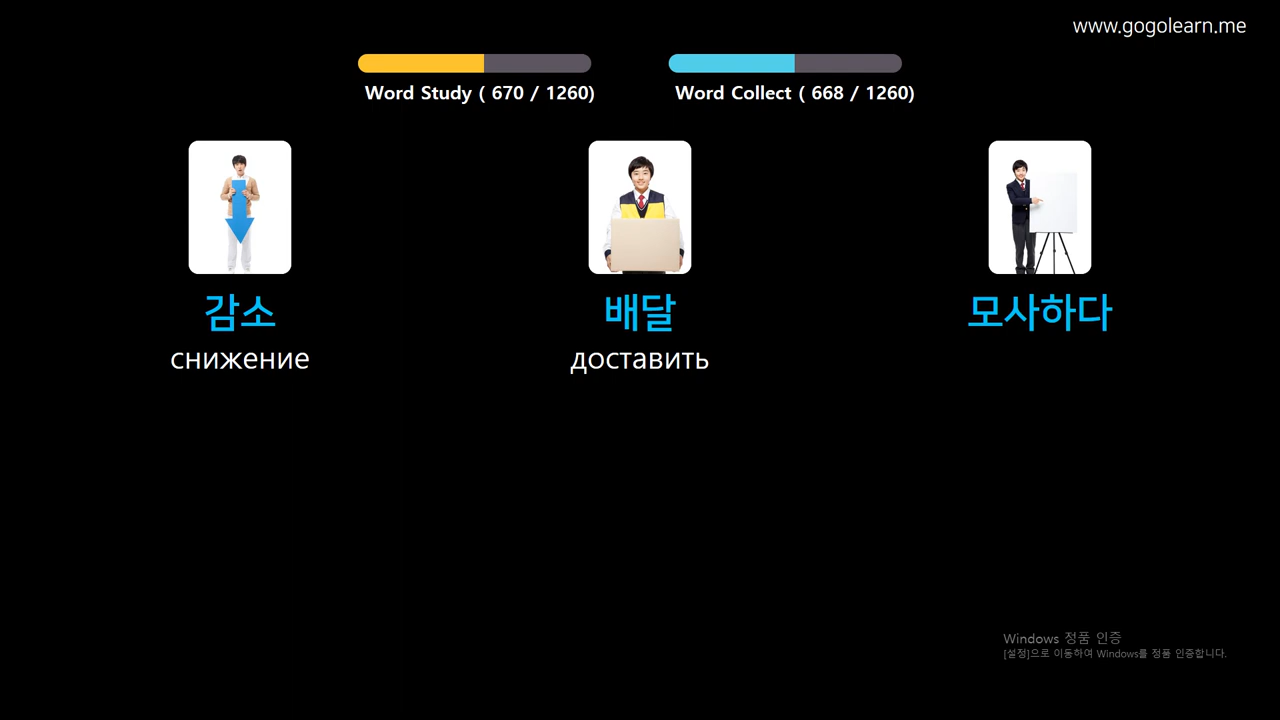 www.gogolearn.me
Word Study ( 670 / 1260)
Word Collect ( 668 / 1260)
감소
배달
모사하다
снижение
доставить
Windows 정품 인증
[설정]으로 이동하여 Windows를 정품 인증합니다.